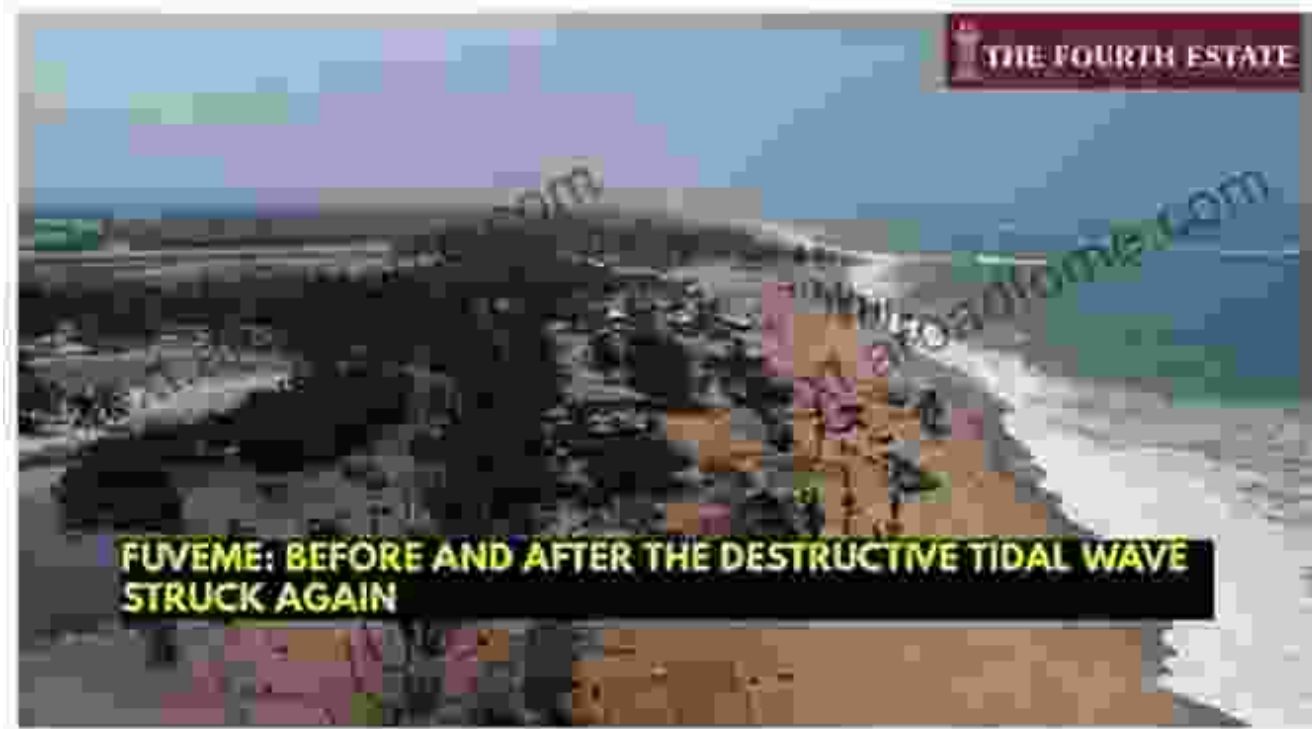 THE FOURTH ESTATE
FUVEME: BEFORE AND AFTER THE DESTRUCTIVE TIDAL WAVE
STRUCK AGAIN